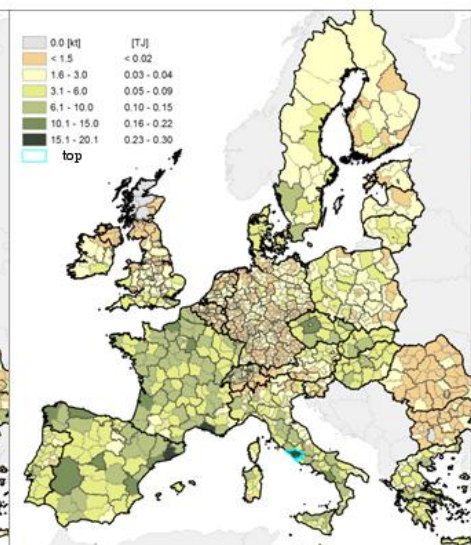 0.0 [kt] [TJ]
< 1.5 < 0.02
1.6 - 3.0 0.03 - 0.04
3.1 - 6.0 0.05 - 0.09
6.1 - 10.0 0.10 - 0.15
10.1 - 15.0 0.16 - 0.22
15.1 - 20.1 0.23 - 0.30
top